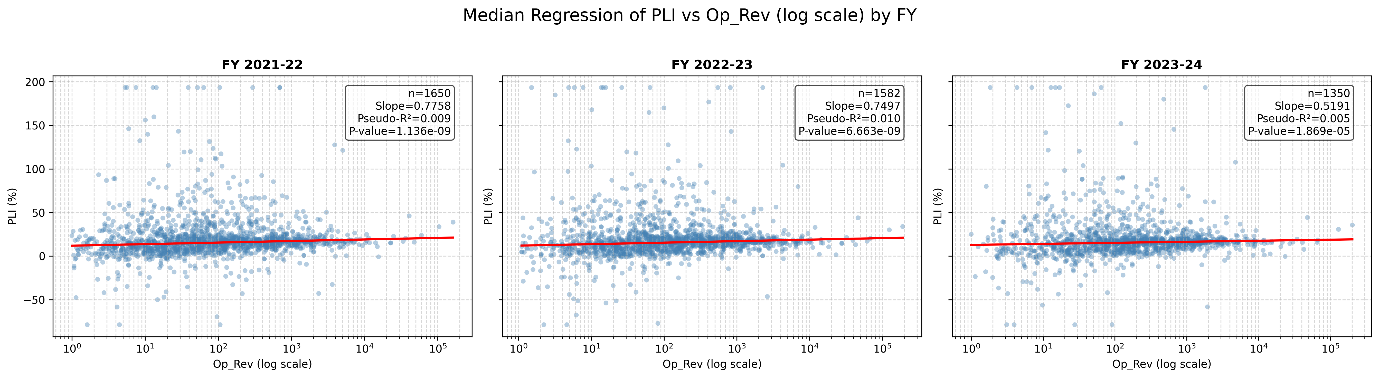 Median Regression of PLI vs Op_Rev (log scale) by FY
FY 2021-22
200
150
100
50
0
−50
PLI (%)
n=1650
Slope=0.7758
Pseudo-R²=0.009
P-value=1.136e-09
10⁰
10¹
10²
10³
10⁴
10⁵
Op_Rev (log scale)
FY 2022-23
PLI (%)
n=1582
Slope=0.7497
Pseudo-R²=0.010
P-value=6.663e-09
10⁰
10¹
10²
10³
10⁴
10⁵
Op_Rev (log scale)
FY 2023-24
PLI (%)
n=1350
Slope=0.5191
Pseudo-R²=0.005
P-value=1.869e-05
10⁰
10¹
10²
10³
10⁴
10⁵
Op_Rev (log scale)